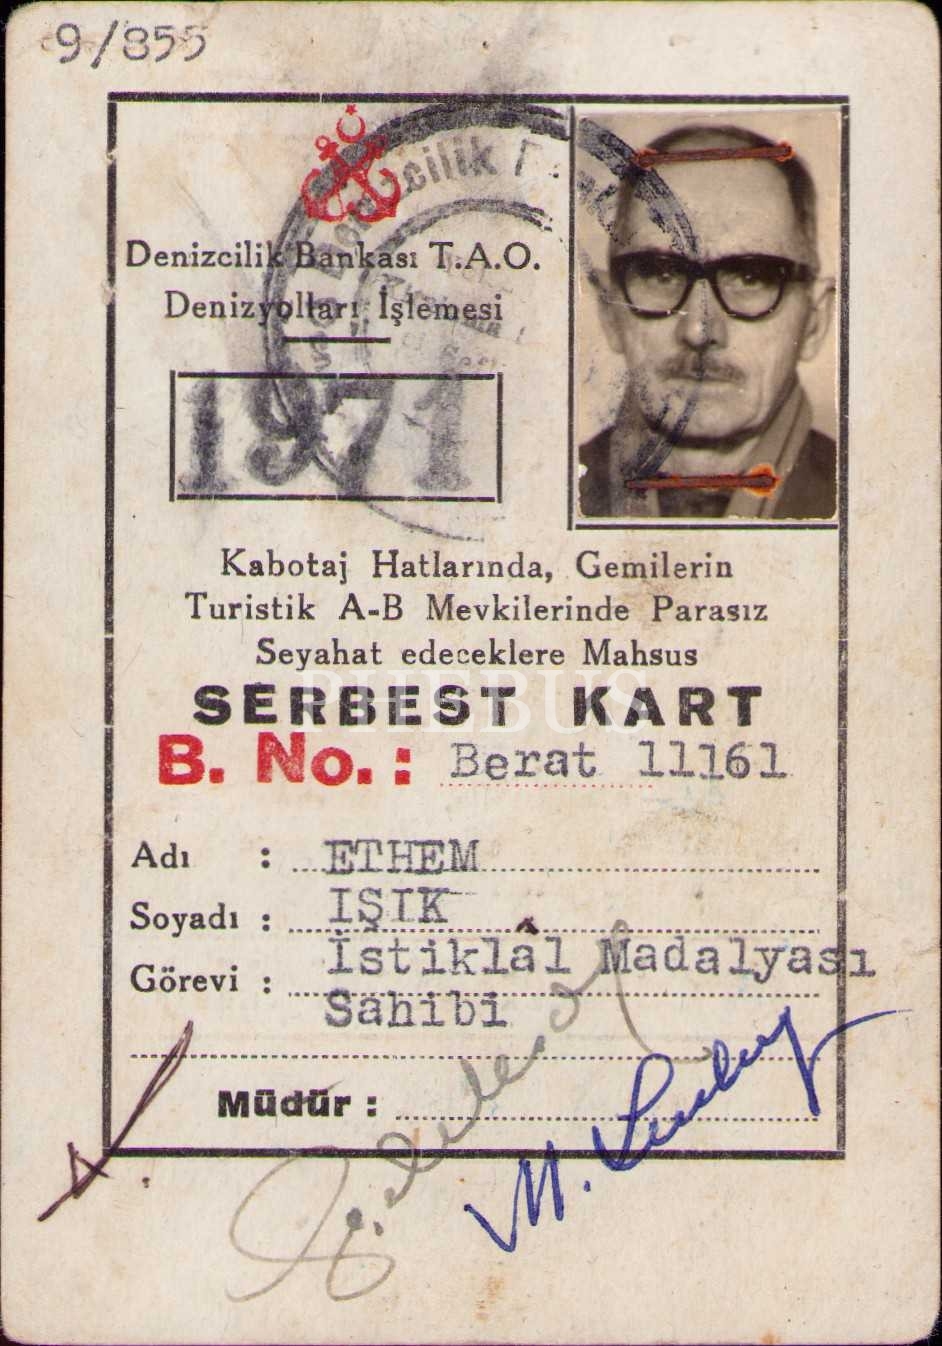 9/855
Denizcilik Bankası T.A.O.
Denizyolları İşlemesi
1971
Kabotaj Hatlarında, Gemilerin
Turistik A-B Mevkilerinde Parasız
Seyahat edeceklere Mahsus
SERBEST KART
PHEBUS
B. No. : Berat 11161
Adı : ETHEM
Soyadı : IŞIK
Görevi : İstiklâl Madalyası
Sahibi
Müdür :